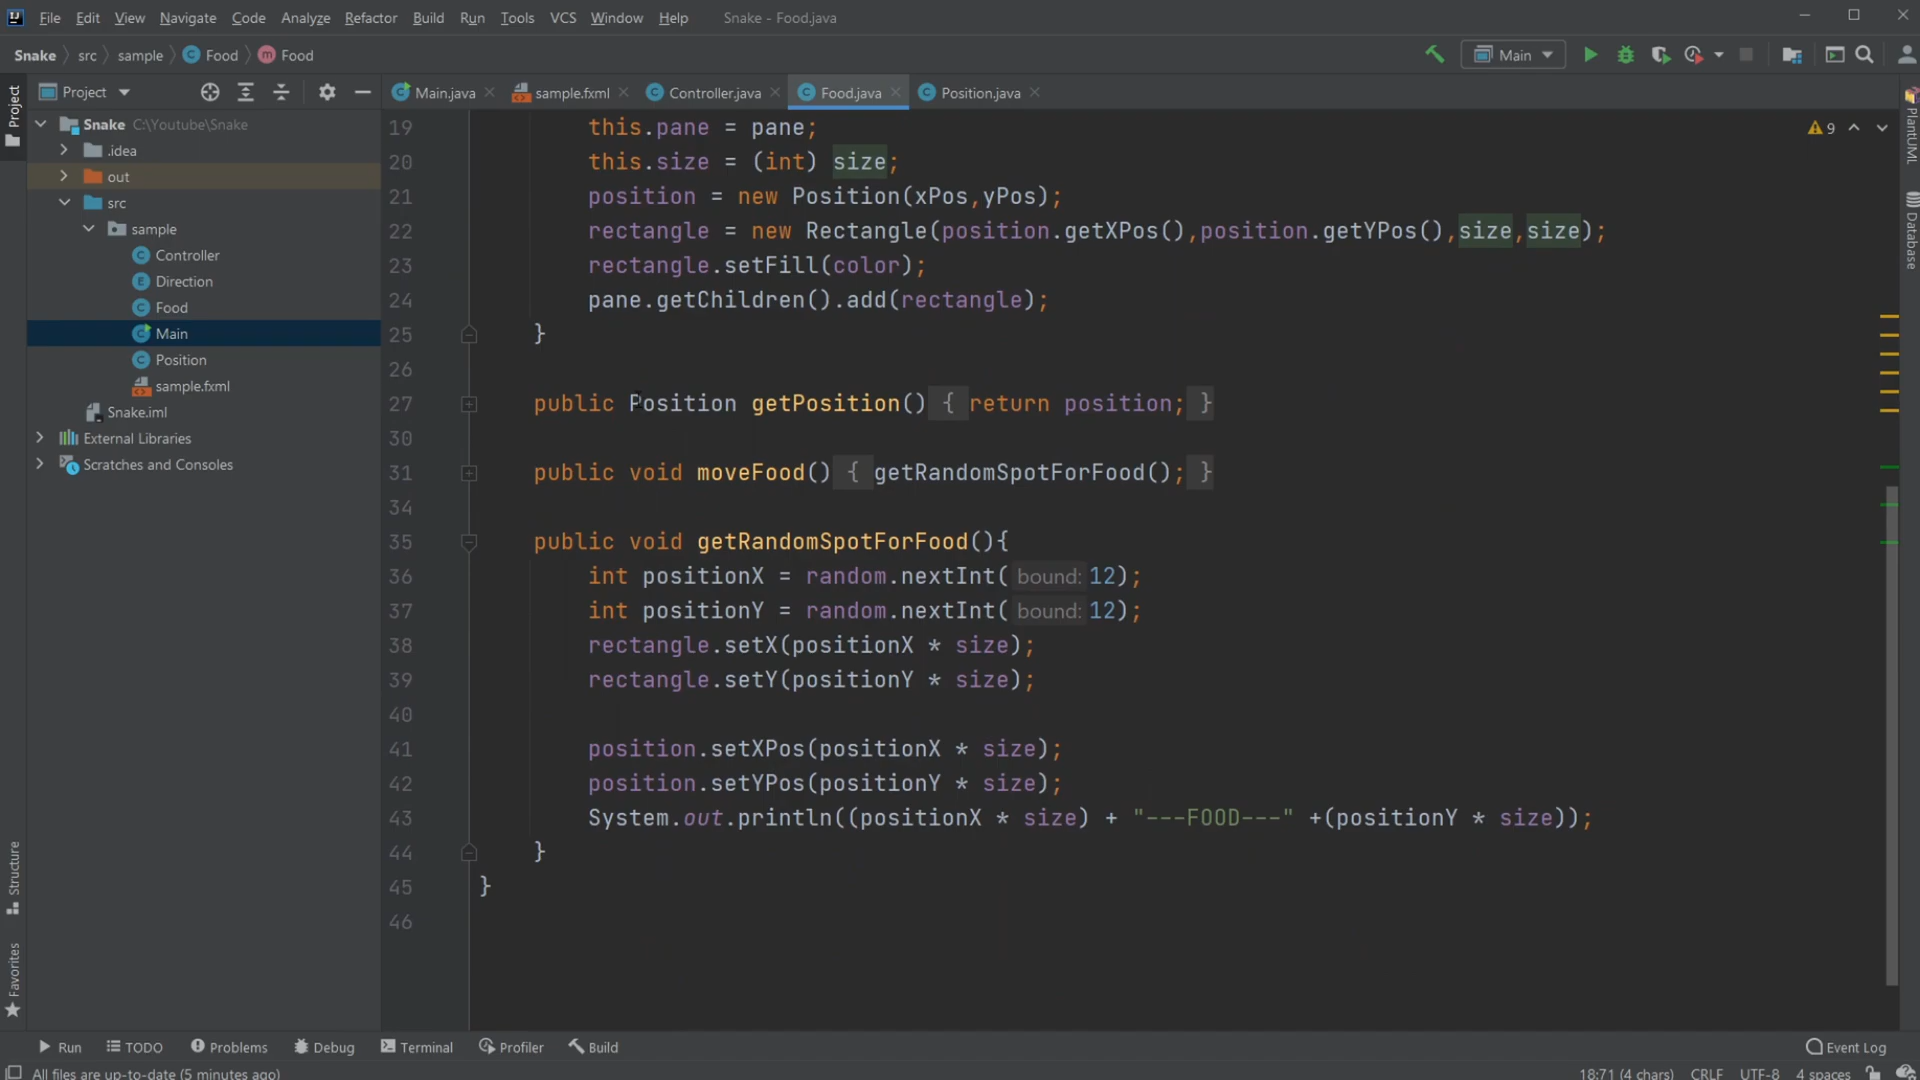 File Edit View Navigate Code Analyze Refactor Build Run Tools VCS Window Help Snake - Food.java
Snake src sample Food Food Main
Project
Main.java sample.fxml Controller.java Food.java Position.java
Project
Snake C:\Youtube\Snake
.idea
out
src
sample
Controller
Direction
Food
Main
Position
sample.fxml
Snake.iml
External Libraries
Scratches and Consoles
Structure
Favorites
19 this.pane = pane;
20 this.size = (int) size;
21 position = new Position(xPos,yPos);
22 rectangle = new Rectangle(position.getXPos(),position.getYPos(),size,size);
23 rectangle.setFill(color);
24 pane.getChildren().add(rectangle);
25 }
26
27 public Position getPosition() { return position; }
30
31 public void moveFood() { getRandomSpotForFood(); }
34
35 public void getRandomSpotForFood(){
36 int positionX = random.nextInt( bound: 12);
37 int positionY = random.nextInt( bound: 12);
38 rectangle.setX(positionX * size);
39 rectangle.setY(positionY * size);
40
41 position.setXPos(positionX * size);
42 position.setYPos(positionY * size);
43 System.out.println((positionX * size) + "---FOOD---" +(positionY * size));
44 }
45 }
46
9
PlantUML
Database
Run TODO Problems Debug Terminal Profiler Build Event Log
All files are up-to-date (5 minutes ago) 18:71 (4 chars) CRLF UTF-8 4 spaces